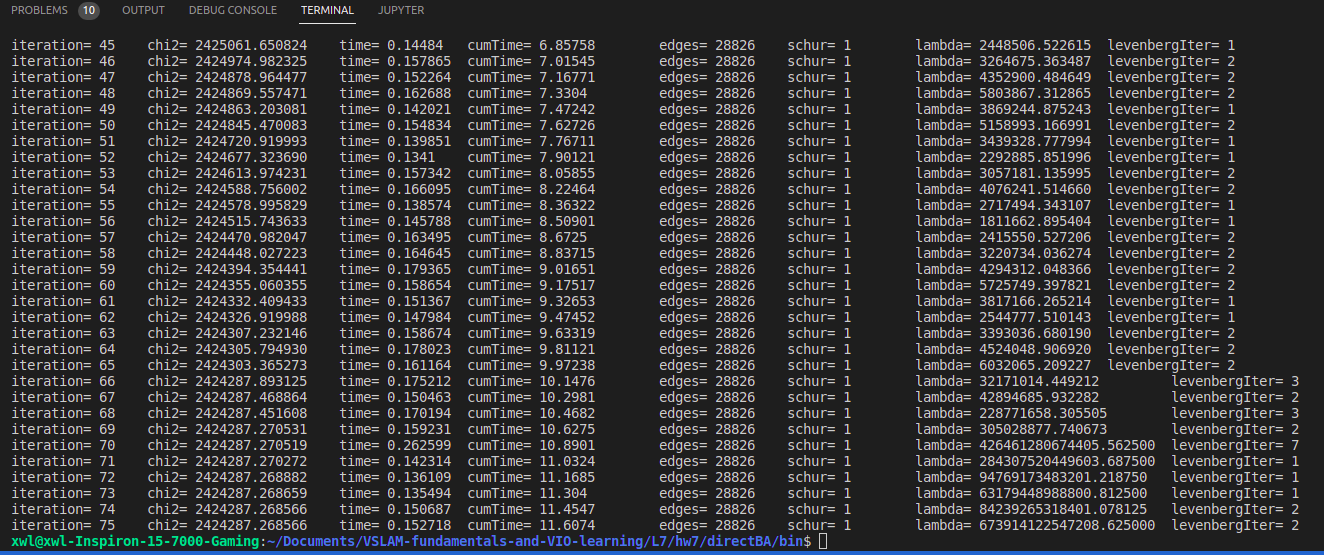 PROBLEMS 10 OUTPUT DEBUG CONSOLE TERMINAL JUPYTER
iteration= 45 chi2= 2425061.650824 time= 0.14484 cumTime= 6.85758 edges= 28826 schur= 1 lambda= 2448506.522615 levenbergIter= 1
iteration= 46 chi2= 2424974.982325 time= 0.157865 cumTime= 7.01545 edges= 28826 schur= 1 lambda= 3264675.363487 levenbergIter= 2
iteration= 47 chi2= 2424878.964477 time= 0.152264 cumTime= 7.16771 edges= 28826 schur= 1 lambda= 4352900.484649 levenbergIter= 2
iteration= 48 chi2= 2424869.557471 time= 0.162688 cumTime= 7.3304 edges= 28826 schur= 1 lambda= 5803867.312865 levenbergIter= 2
iteration= 49 chi2= 2424863.203081 time= 0.142021 cumTime= 7.47242 edges= 28826 schur= 1 lambda= 3869244.875243 levenbergIter= 1
iteration= 50 chi2= 2424845.470083 time= 0.154834 cumTime= 7.62726 edges= 28826 schur= 1 lambda= 5158993.166991 levenbergIter= 2
iteration= 51 chi2= 2424720.919993 time= 0.139851 cumTime= 7.76711 edges= 28826 schur= 1 lambda= 3439328.777994 levenbergIter= 1
iteration= 52 chi2= 2424677.323690 time= 0.1341 cumTime= 7.90121 edges= 28826 schur= 1 lambda= 2292885.851996 levenbergIter= 1
iteration= 53 chi2= 2424613.974231 time= 0.157342 cumTime= 8.05855 edges= 28826 schur= 1 lambda= 3057181.135995 levenbergIter= 2
iteration= 54 chi2= 2424588.756002 time= 0.166095 cumTime= 8.22464 edges= 28826 schur= 1 lambda= 4076241.514660 levenbergIter= 2
iteration= 55 chi2= 2424578.995829 time= 0.138574 cumTime= 8.36322 edges= 28826 schur= 1 lambda= 2717494.343107 levenbergIter= 1
iteration= 56 chi2= 2424515.743633 time= 0.145788 cumTime= 8.50901 edges= 28826 schur= 1 lambda= 1811662.895404 levenbergIter= 1
iteration= 57 chi2= 2424470.982047 time= 0.163495 cumTime= 8.6725 edges= 28826 schur= 1 lambda= 2415550.527206 levenbergIter= 2
iteration= 58 chi2= 2424448.027223 time= 0.164645 cumTime= 8.83715 edges= 28826 schur= 1 lambda= 3220734.036274 levenbergIter= 2
iteration= 59 chi2= 2424394.354441 time= 0.179365 cumTime= 9.01651 edges= 28826 schur= 1 lambda= 4294312.048366 levenbergIter= 2
iteration= 60 chi2= 2424355.060355 time= 0.158654 cumTime= 9.17517 edges= 28826 schur= 1 lambda= 5725749.397821 levenbergIter= 2
iteration= 61 chi2= 2424332.409433 time= 0.151367 cumTime= 9.32653 edges= 28826 schur= 1 lambda= 3817166.265214 levenbergIter= 1
iteration= 62 chi2= 2424326.919988 time= 0.147984 cumTime= 9.47452 edges= 28826 schur= 1 lambda= 2544777.510143 levenbergIter= 1
iteration= 63 chi2= 2424307.232146 time= 0.158674 cumTime= 9.63319 edges= 28826 schur= 1 lambda= 3393036.680190 levenbergIter= 2
iteration= 64 chi2= 2424305.794930 time= 0.178023 cumTime= 9.81121 edges= 28826 schur= 1 lambda= 4524048.906920 levenbergIter= 2
iteration= 65 chi2= 2424303.365273 time= 0.161164 cumTime= 9.97238 edges= 28826 schur= 1 lambda= 6032065.209227 levenbergIter= 2
iteration= 66 chi2= 2424287.893125 time= 0.175212 cumTime= 10.1476 edges= 28826 schur= 1 lambda= 32171014.449212 levenbergIter= 3
iteration= 67 chi2= 2424287.468864 time= 0.150463 cumTime= 10.2981 edges= 28826 schur= 1 lambda= 42894685.932282 levenbergIter= 2
iteration= 68 chi2= 2424287.451608 time= 0.170194 cumTime= 10.4682 edges= 28826 schur= 1 lambda= 228771658.305505 levenbergIter= 3
iteration= 69 chi2= 2424287.270531 time= 0.159231 cumTime= 10.6275 edges= 28826 schur= 1 lambda= 305028877.740673 levenbergIter= 2
iteration= 70 chi2= 2424287.270519 time= 0.262599 cumTime= 10.8901 edges= 28826 schur= 1 lambda= 426461280674405.562500 levenbergIter= 7
iteration= 71 chi2= 2424287.270272 time= 0.142314 cumTime= 11.0324 edges= 28826 schur= 1 lambda= 284307520449603.687500 levenbergIter= 1
iteration= 72 chi2= 2424287.268882 time= 0.136109 cumTime= 11.1685 edges= 28826 schur= 1 lambda= 94769173483201.218750 levenbergIter= 1
iteration= 73 chi2= 2424287.268659 time= 0.135494 cumTime= 11.304 edges= 28826 schur= 1 lambda= 63179448988800.812500 levenbergIter= 1
iteration= 74 chi2= 2424287.268566 time= 0.150687 cumTime= 11.4547 edges= 28826 schur= 1 lambda= 84239265318401.078125 levenbergIter= 2
iteration= 75 chi2= 2424287.268566 time= 0.152718 cumTime= 11.6074 edges= 28826 schur= 1 lambda= 673914122547208.625000 levenbergIter= 2
xwl@xwl-Inspiron-15-7000-Gaming:~/Documents/VSLAM-fundamentals-and-VIO-learning/L7/hw7/directBA/bin$